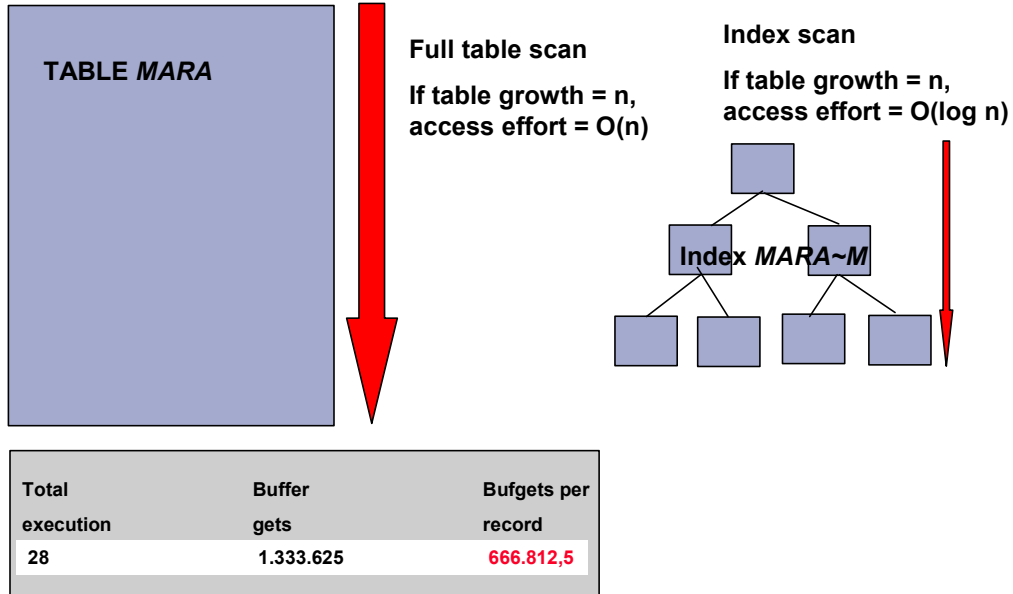 TABLE MARA
Full table scan
If table growth = n,
access effort = O(n)
Index scan
If table growth = n,
access effort = O(log n)
Index MARA~M
Total Buffer Bufgets per
execution gets record
28 1.333.625 666.812,5